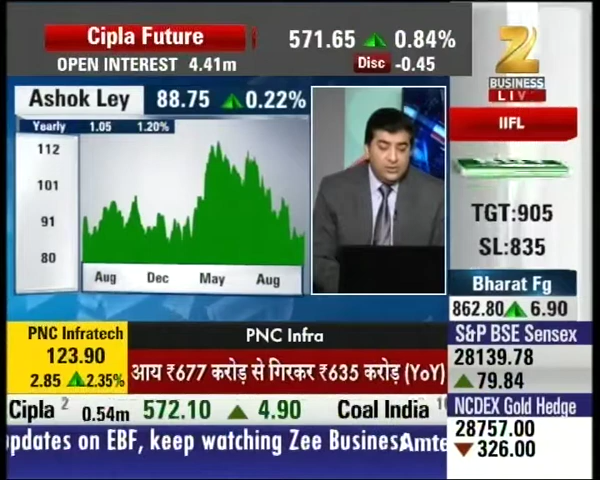 Cipla Future
571.65 0.84%
OPEN INTEREST 4.41m
Disc -0.45
Z
BUSINESS
LIV
Ashok Ley 88.75 0.22%
Yearly 1.05 1.20%
112
101
91
80
Aug Dec May Aug
IIFL
TGT:905
SL:835
Bharat Fg
862.80 6.90
PNC Infratech
123.90
2.85 2.35%
PNC Infra
आय ₹677 करोड़ से गिरकर ₹635 करोड़ (YoY)
S&P BSE Sensex
28139.78
79.84
Cipla 2 0.54m 572.10 4.90 Coal India
NCDEX Gold Hedge
28757.00
326.00
pdates on EBF, keep watching Zee Business Amte